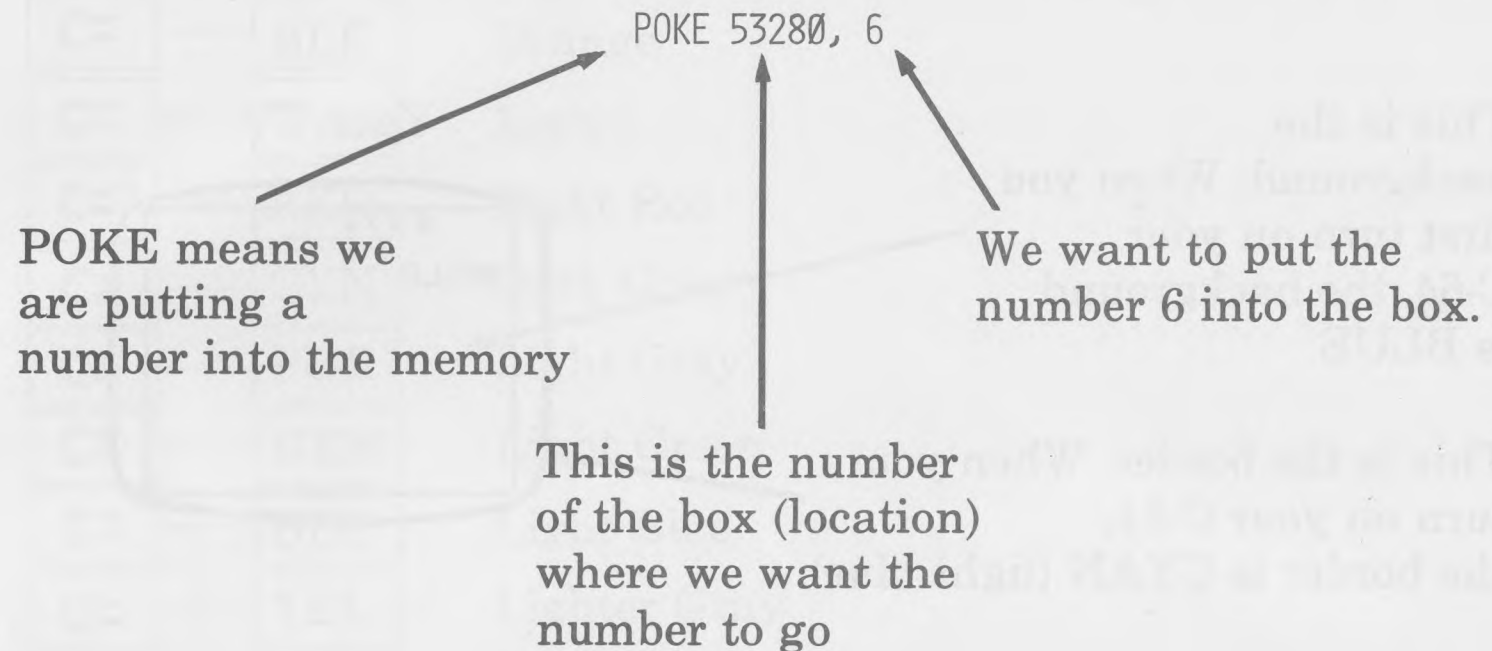 POKE 53280, 6
POKE means we
are putting a
number into the memory
We want to put the
number 6 into the box.
This is the number
of the box (location)
where we want the
number to go